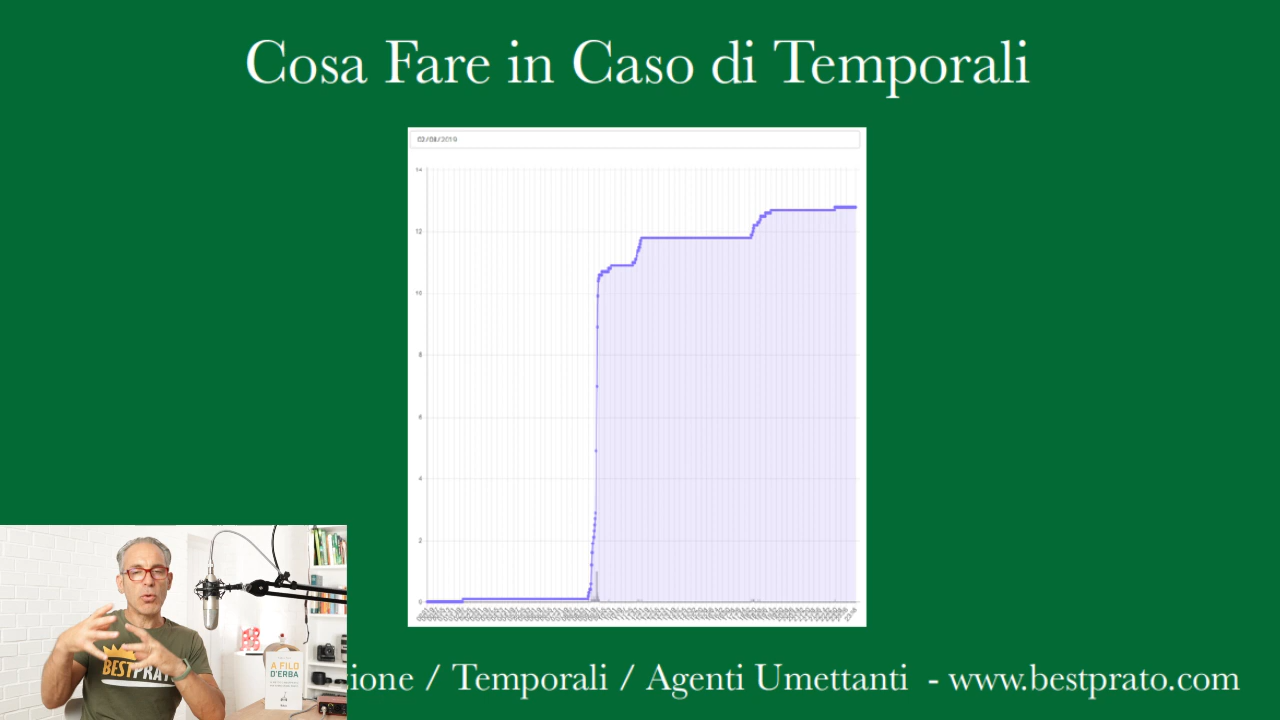 Cosa Fare in Caso di Temporali
02/08/2019
14
12
10
8
6
4
2
0
ione / Temporali / Agenti Umettanti - www.bestprato.com
BESTPRAT
A FILO
D'ERBA